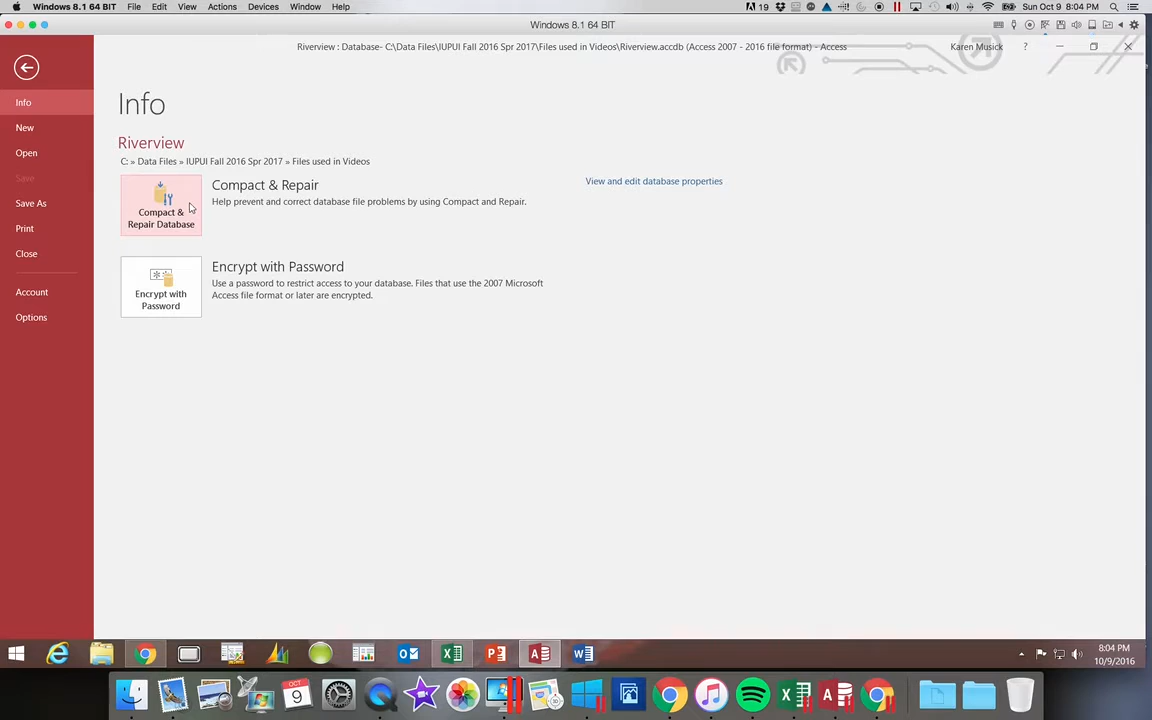 Windows 8.1 64 BIT File Edit View Actions Devices Window Help 19 Sun Oct 9 8:04 PM
Windows 8.1 64 BIT
Riverview : Database- C:\Data Files\IUPUI Fall 2016 Spr 2017\Files used in Videos\Riverview.accdb (Access 2007 - 2016 file format) - Access
Karen Musick ?
Info
New
Open
Save
Save As
Print
Close
Account
Options
Info
Riverview
C: » Data Files » IUPUI Fall 2016 Spr 2017 » Files used in Videos
Compact &
Repair Database
Compact & Repair
Help prevent and correct database file problems by using Compact and Repair.
View and edit database properties
Encrypt with
Password
Encrypt with Password
Use a password to restrict access to your database. Files that use the 2007 Microsoft
Access file format or later are encrypted.
8:04 PM
10/9/2016
OCT
9